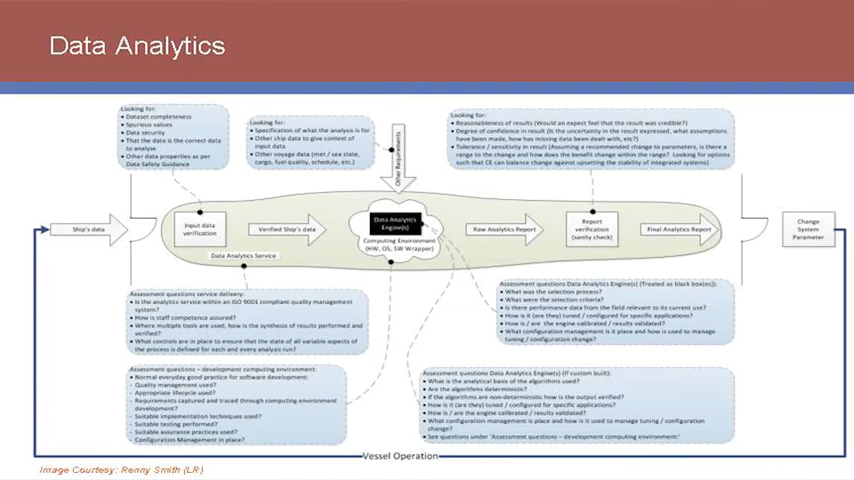 Data Analytics
Looking for:
• Dataset completeness
• Spurious values
• Data security
• That the data is the correct data
to analyse
• Other data properties as per
Data Safety Guidance
Looking for:
• Specification of what the analysis is for
• Other ship data to give context of
input data
• Other voyage data (met / sea state,
cargo, fuel quality, schedule, etc.)
Other Requirements
Looking for:
• Reasonableness of results (Would an expect feel that the result was credible?)
• Degree of confidence in result (Is the uncertainty in the result expressed, what assumptions
have been made, how has missing data been dealt with, etc?)
• Tolerance / sensitivity in result (Assuming a recommended change to parameters, is there a
range to the change and how does the benefit change within the range? Looking for options
such that CE can balance change against upsetting the stability of integrated systems)
Ship's data
Input data
verification
Verified Ship's data
Data Analytics
Engine(s)
Computing Environment
(HW, OS, SW Wrapper)
Raw Analytics Report
Report
verification
(sanity check)
Final Analytics Report
Change
System
Parameter
Data Analytics Service
Assessment questions service delivery:
• Is the analytics service within an ISO 9001 compliant quality management
system?
• How is staff competence assured?
• Where multiple tools are used, how is the synthesis of results performed and
verified?
• What controls are in place to ensure that the state of all variable aspects of
the process is defined for each and every analysis run?
Assessment questions Data Analytics Engine(s) (Treated as black box(es)):
• What was the selection process?
• What were the selection criteria?
• Is there performance data from the field relevant to its current use?
• How is it (are they) tuned / configured for specific applications?
• How is / are the engine calibrated / results validated?
• What configuration management is it place and how is it used to manage
tuning / configuration change?
Assessment questions – development computing environment:
• Normal everyday good practice for software development:
- Quality management used?
- Appropriate lifecycle used?
- Requirements captured and traced through computing environment
development?
- Suitable implementation techniques used?
- Suitable testing performed?
- Suitable assurance practices used?
- Configuration Management in place?
Assessment questions Data Analytics Engine(s) (If custom built):
• What is the analytical basis of the algorithms used?
• Are the algorithms deterministic?
• If the algorithms are non-deterministic how is the output verified?
• How is it (are they) tuned / configured for specific applications?
• How is / are the engine calibrated / results validated?
• What configuration management is place and how is it used to manage tuning / configuration
change?
• See questions under 'Assessment questions – development computing environment:'
Vessel Operation
Image Courtesy: Renny Smith (LR)